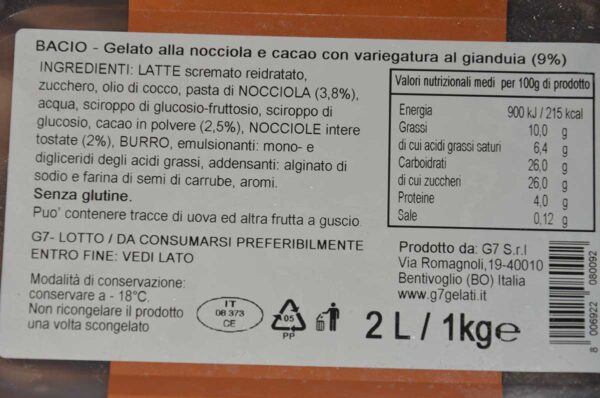 BACIO - Gelato alla nocciola e cacao con variegatura al gianduia (9%)
INGREDIENTI: LATTE scremato reidratato,
zucchero, olio di cocco, pasta di NOCCIOLA (3,8%),
acqua, sciroppo di glucosio-fruttosio, sciroppo di
glucosio, cacao in polvere (2,5%), NOCCIOLE intere
tostate (2%), BURRO, emulsionanti: mono- e
digliceridi degli acidi grassi, addensanti: alginato di
sodio e farina di semi di carrube, aromi.
Senza glutine.
Puo' contenere tracce di uova ed altra frutta a guscio.
G7- LOTTO / DA CONSUMARSI PREFERIBILMENTE
ENTRO FINE: VEDI LATO
Modalità di conservazione:
conservare a - 18°C.
Non ricongelare il prodotto
una volta scongelato
IT
08 373
CE
05
PP
Valori nutrizionali medi per 100g di prodotto
Energia 900 kJ / 215 kcal
Grassi 10,0 g
di cui acidi grassi saturi 6,4 g
Carboidrati 26,0 g
di cui zuccheri 26,0 g
Proteine 4,0 g
Sale 0,12 g
Prodotto da: G7 S.r.l
Via Romagnoli,19-40010
Bentivoglio (BO) Italia
www.g7gelati.it
2 L / 1kg e
8 006922 080092